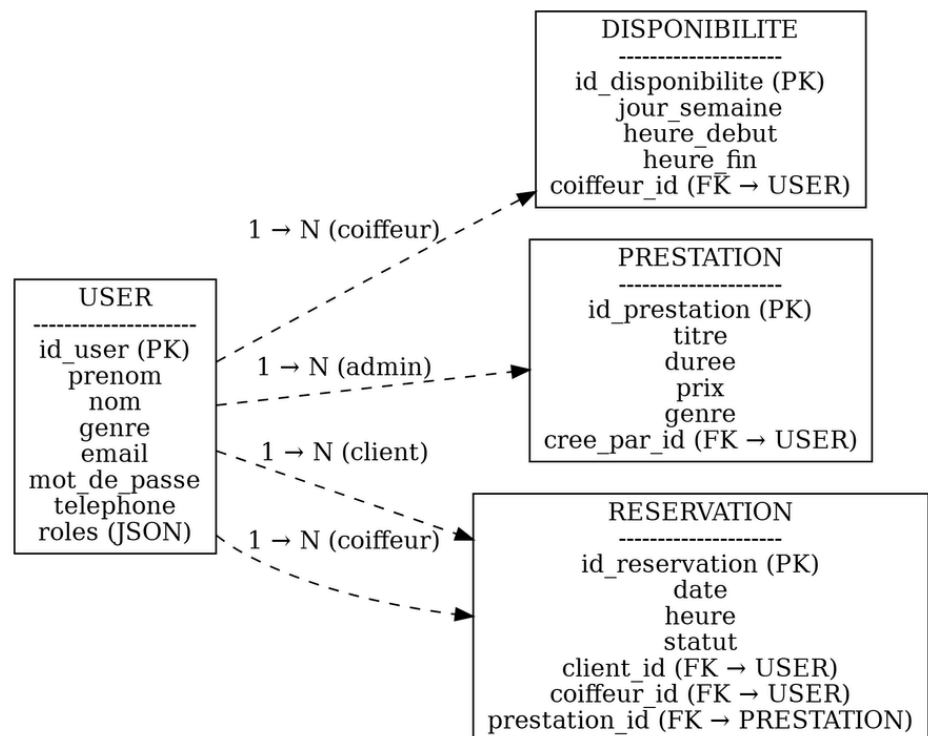 DISPONIBILITE
---------------------
id_disponibilite (PK)
jour_semaine
heure_debut
heure_fin
coiffeur_id (FK → USER)
1 → N (coiffeur)
PRESTATION
---------------------
id_prestation (PK)
titre
duree
prix
genre
cree_par_id (FK → USER)
USER
---------------------
id_user (PK)
prenom
nom
genre
email
mot_de_passe
telephone
roles (JSON)
1 → N (admin)
1 → N (client)
1 → N (coiffeur)
RESERVATION
---------------------
id_reservation (PK)
date
heure
statut
client_id (FK → USER)
coiffeur_id (FK → USER)
prestation_id (FK → PRESTATION)